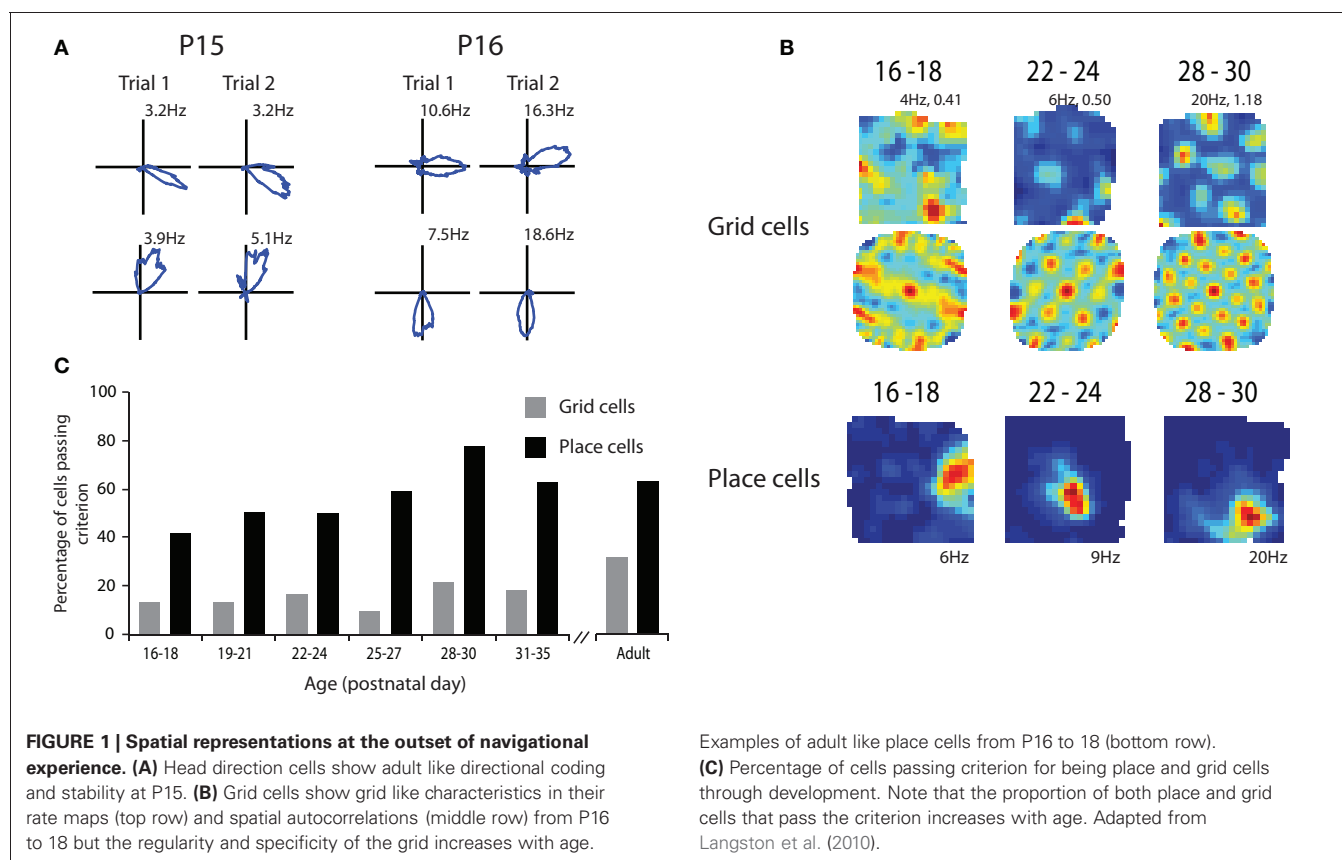 A
P15
P16
Trial 1
Trial 2
Trial 1
Trial 2
3.2Hz
3.2Hz
10.6Hz
16.3Hz
3.9Hz
5.1Hz
7.5Hz
18.6Hz
B
16 -18
22 - 24
28 - 30
4Hz, 0.41
6Hz, 0.50
20Hz, 1.18
Grid cells
16 -18
22 - 24
28 - 30
Place cells
6Hz
9Hz
20Hz
C
Percentage of cells passing
criterion
100
80
60
40
20
0
Grid cells
Place cells
16-18
19-21
22-24
25-27
28-30
31-35
//
Adult
Age (postnatal day)
FIGURE 1 | Spatial representations at the outset of navigational
experience. (A) Head direction cells show adult like directional coding
and stability at P15. (B) Grid cells show grid like characteristics in their
rate maps (top row) and spatial autocorrelations (middle row) from P16
to 18 but the regularity and specificity of the grid increases with age.
Examples of adult like place cells from P16 to 18 (bottom row).
(C) Percentage of cells passing criterion for being place and grid cells
through development. Note that the proportion of both place and grid
cells that pass the criterion increases with age. Adapted from
Langston et al. (2010).